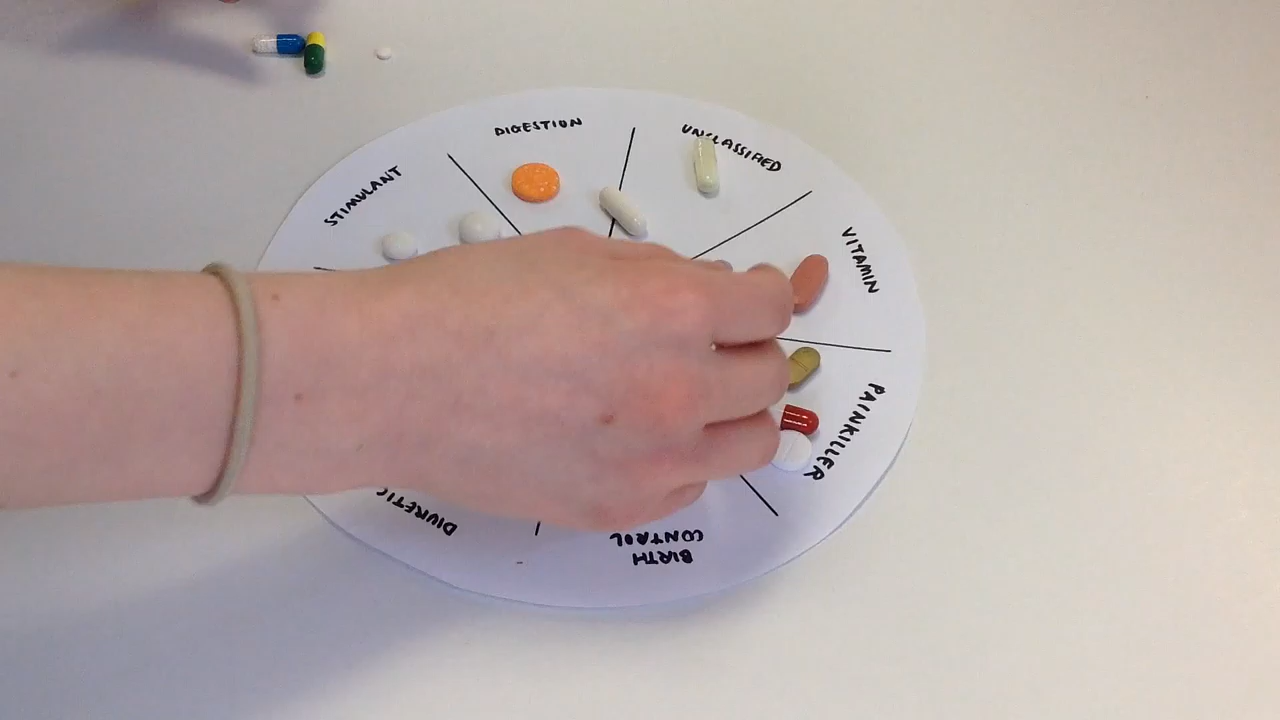 DIGESTION
UNCLASSIFIED
STIMULANT
VITAMIN
PAINKILLER
BIRTH
CONTROL
DIURETIC